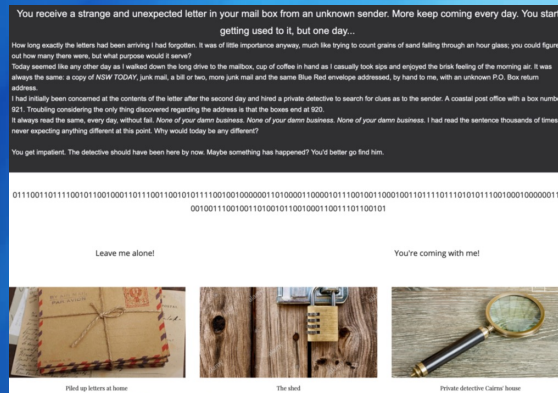 You receive a strange and unexpected letter in your mail box from an unknown sender. More keep coming every day. You start
getting used to it, but one day...
How long exactly the letters had been arriving I had forgotten. It was of little importance anyway, much like trying to count grains of sand falling through an hour glass; you could figure
out how many there were, but what purpose would it serve?
Today seemed like any other day as I walked down the long drive to the mailbox, cup of coffee in hand as I casually took sips and enjoyed the brisk feeling of the morning air. It was
always the same: a copy of NSW TODAY, junk mail, a bill or two, more junk mail and the same Blue Red envelope addressed, by hand to me, with an unknown P.O. Box return
address.
I had initially been concerned at the contents of the letter after the second day and hired a private detective to search for clues as to the sender. A coastal post office with a box numbe
921. Troubling considering the only thing discovered regarding the address is that the boxes end at 920.
It always read the same, every day, without fail. None of your damn business. None of your damn business. None of your damn business. I had read the sentence thousands of times,
never expecting anything different at this point. Why would today be any different?
You get impatient. The detective should have been here by now. Maybe something has happened? You'd better go find him.
Leave me alone!
You're coming with me!
Piled up letters at home
The shed
Private detective Cairns' house